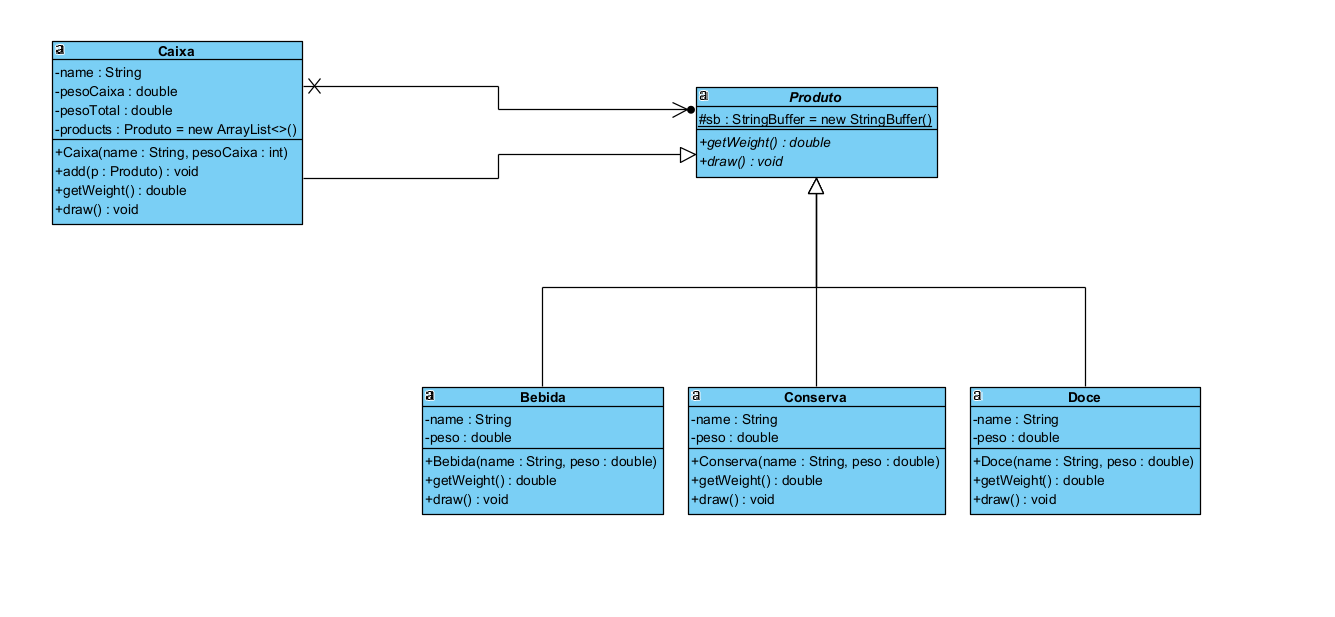 a
Caixa
-name : String
-pesoCaixa : double
-pesoTotal : double
-products : Produto = new ArrayList<>()
+Caixa(name : String, pesoCaixa : int)
+add(p : Produto) : void
+getWeight() : double
+draw() : void
a
Produto
#sb : StringBuffer = new StringBuffer()
+getWeight() : double
+draw() : void
a
Bebida
-name : String
-peso : double
+Bebida(name : String, peso : double)
+getWeight() : double
+draw() : void
a
Conserva
-name : String
-peso : double
+Conserva(name : String, peso : double)
+getWeight() : double
+draw() : void
a
Doce
-name : String
-peso : double
+Doce(name : String, peso : double)
+getWeight() : double
+draw() : void